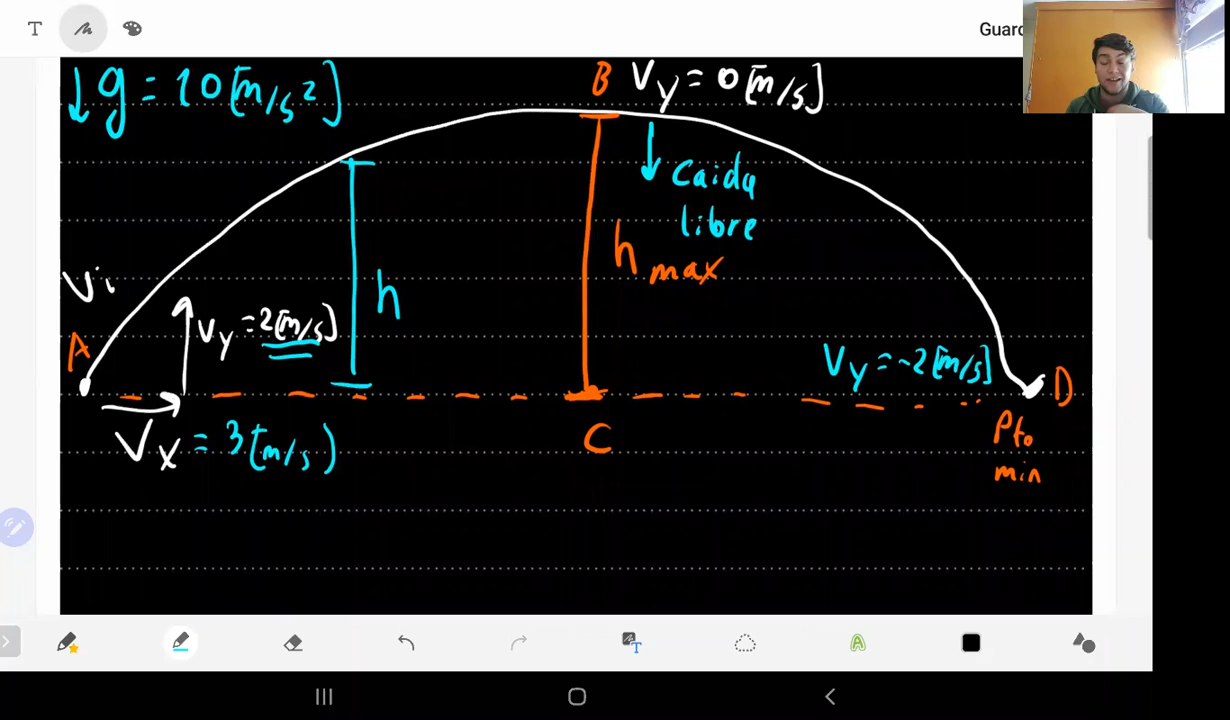 T
Guard
↓g = 10[m/s²]
B
Vy = 0[m/s]
Caida
libre
h max
h
Vi
A
Vy = 2[m/s]
Vx = 3[m/s)
C
Vy = -2[m/s]
D
Pto
min
T
A